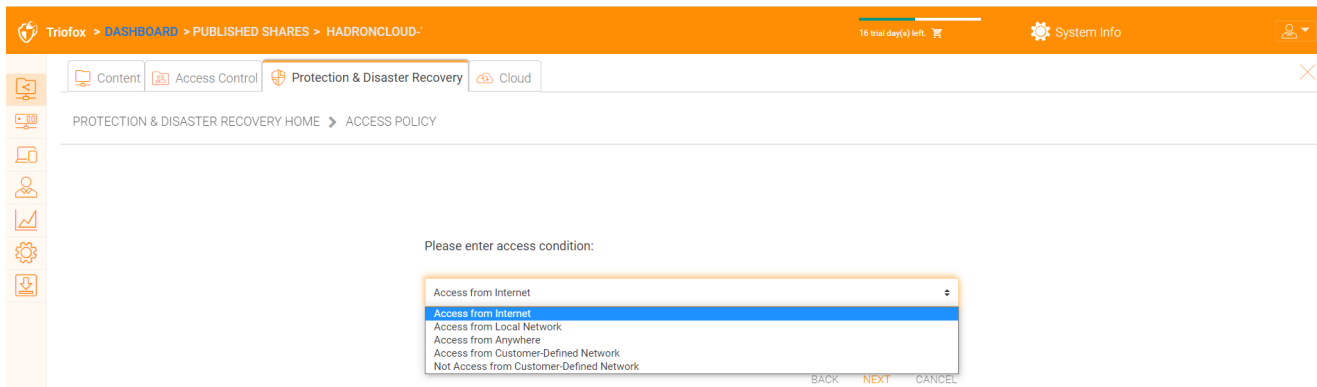 Triofox > DASHBOARD > PUBLISHED SHARES > HADRONCLOUD-'
16 trial day(s) left.
System Info
Content
Access Control
Protection & Disaster Recovery
Cloud
PROTECTION & DISASTER RECOVERY HOME > ACCESS POLICY
Please enter access condition:
Access from Internet
Access from Internet
Access from Local Network
Access from Anywhere
Access from Customer-Defined Network
Not Access from Customer-Defined Network
BACK NEXT CANCEL